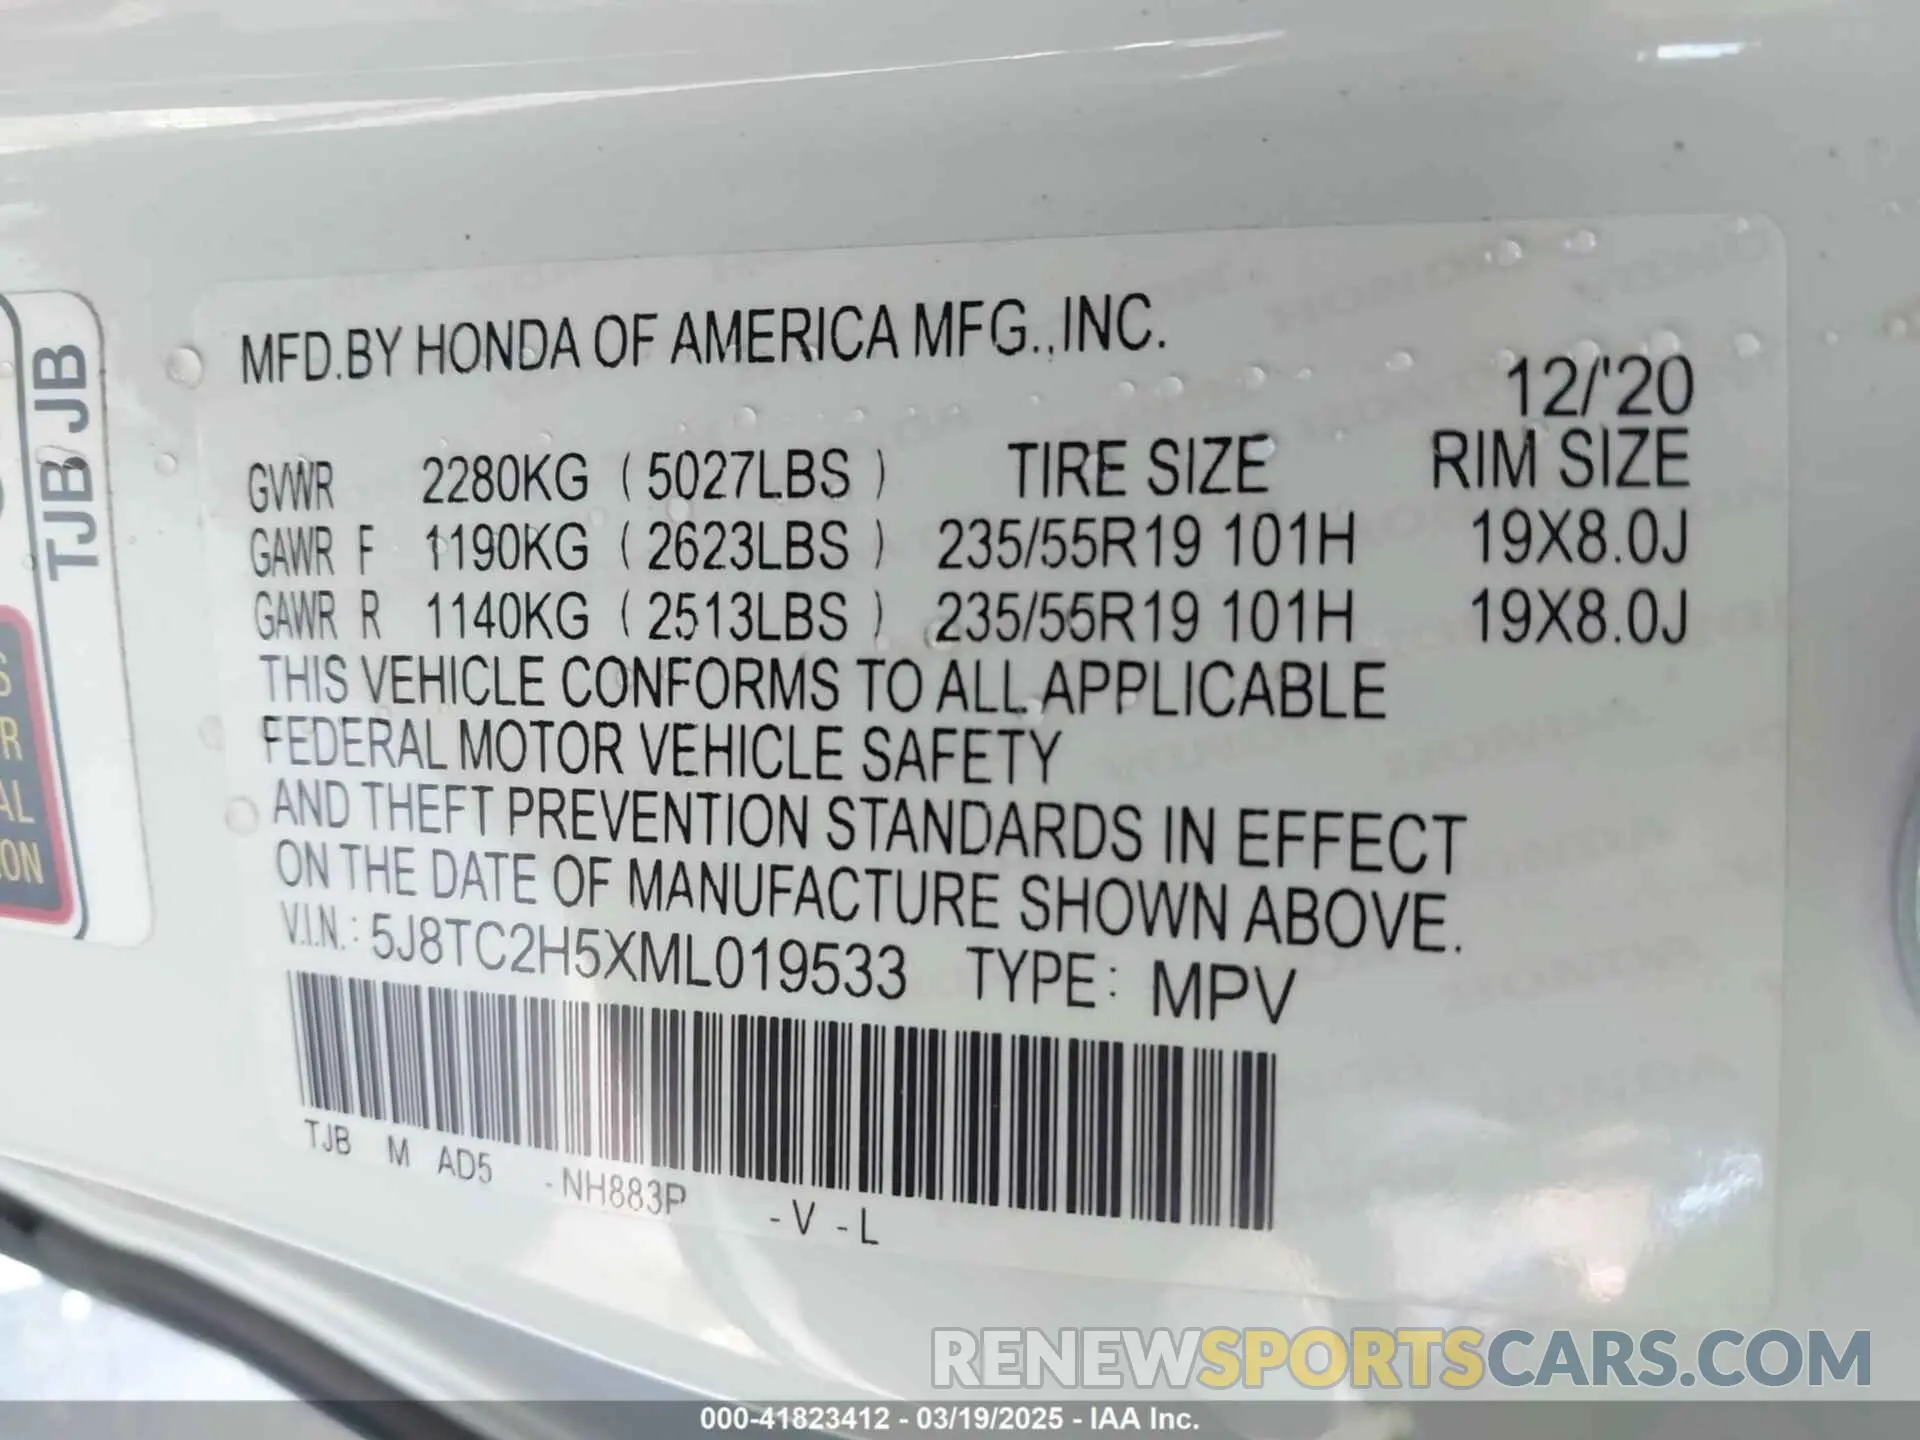 MFD.BY HONDA OF AMERICA MFG.,INC.
12/'20
GVWR 2280KG ( 5027LBS ) TIRE SIZE RIM SIZE
GAWR F 1190KG ( 2623LBS ) 235/55R19 101H 19X8.0J
GAWR R 1140KG ( 2513LBS ) 235/55R19 101H 19X8.0J
THIS VEHICLE CONFORMS TO ALL APPLICABLE
FEDERAL MOTOR VEHICLE SAFETY
AND THEFT PREVENTION STANDARDS IN EFFECT
ON THE DATE OF MANUFACTURE SHOWN ABOVE.
V.I.N.: 5J8TC2H5XML019533 TYPE: MPV
TJB M AD5 -NH883P -V -L
TJB JB
RENEWSPORTSCARS.COM
000-41823412 - 03/19/2025 - IAA Inc.